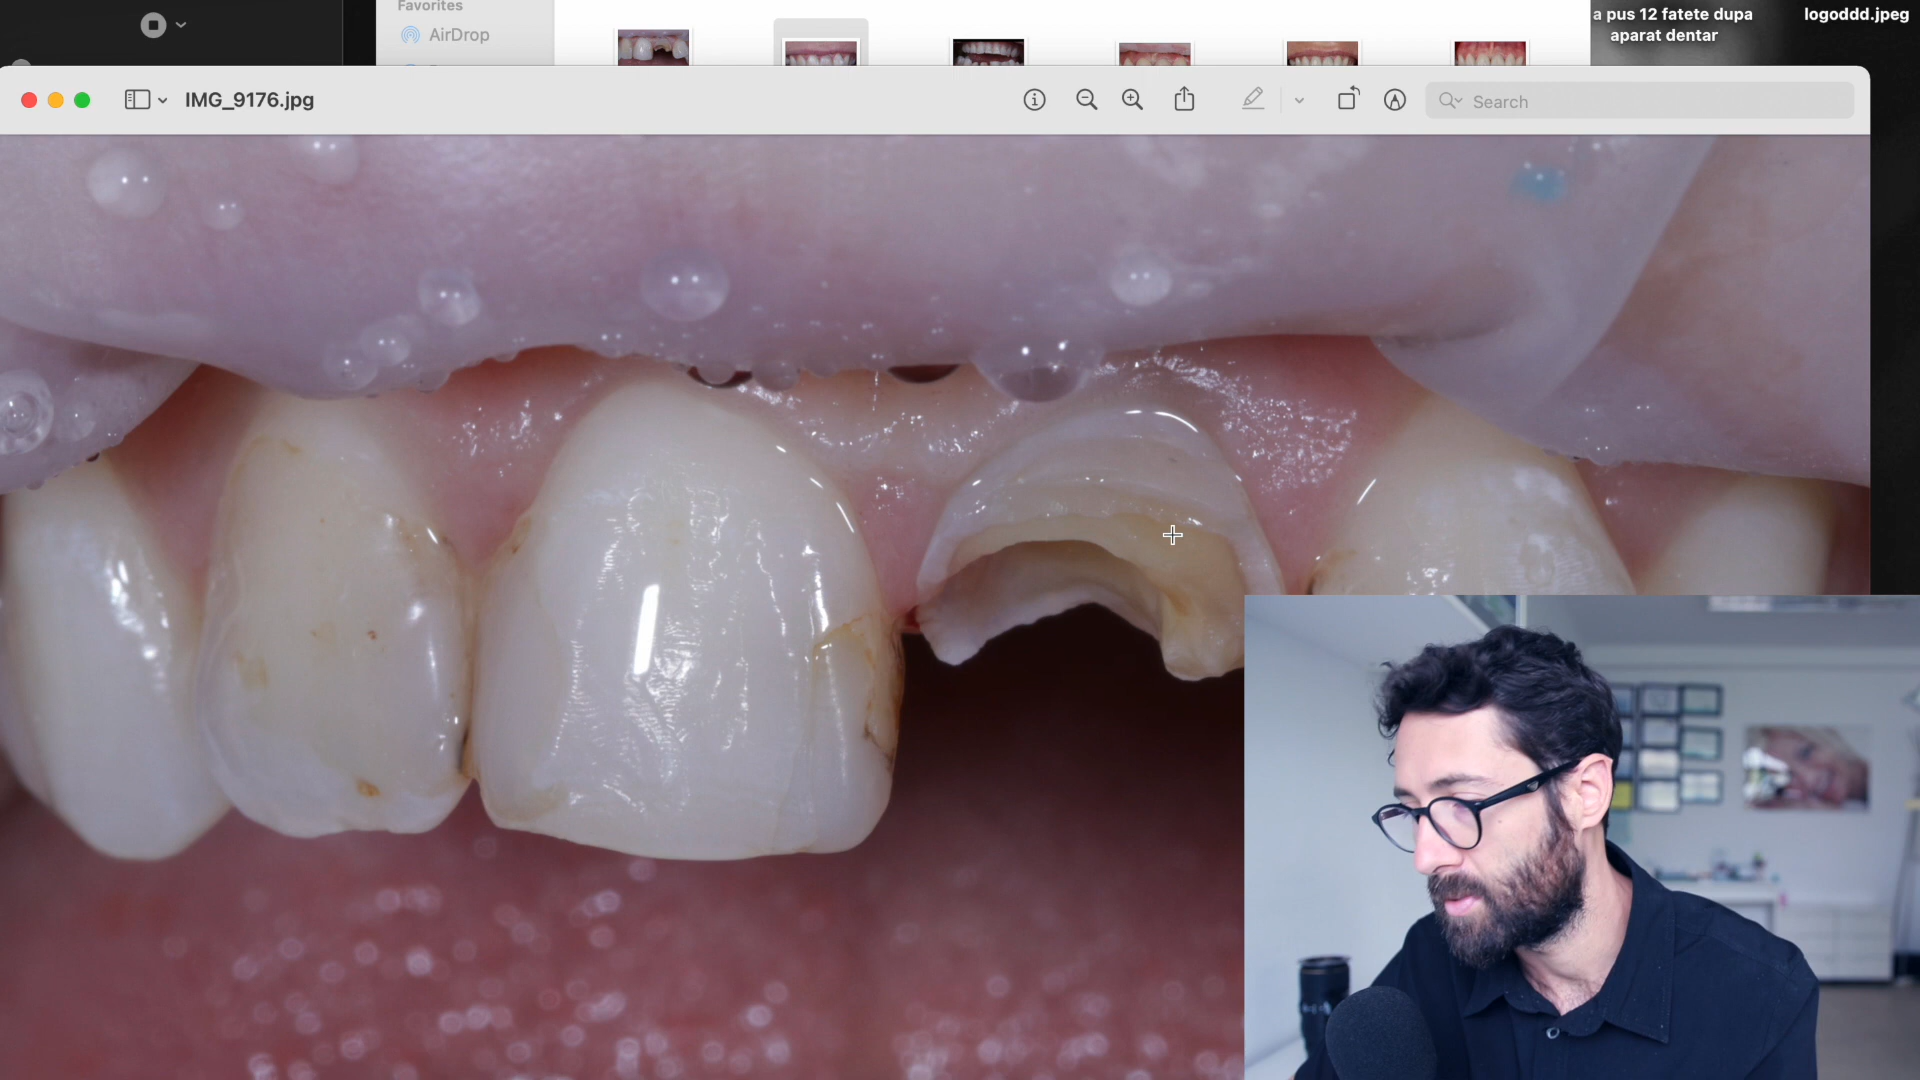 Favorites
AirDrop
a pus 12 fatete dupa
aparat dentar
logoddd.jpeg
IMG_9176.jpg
Search